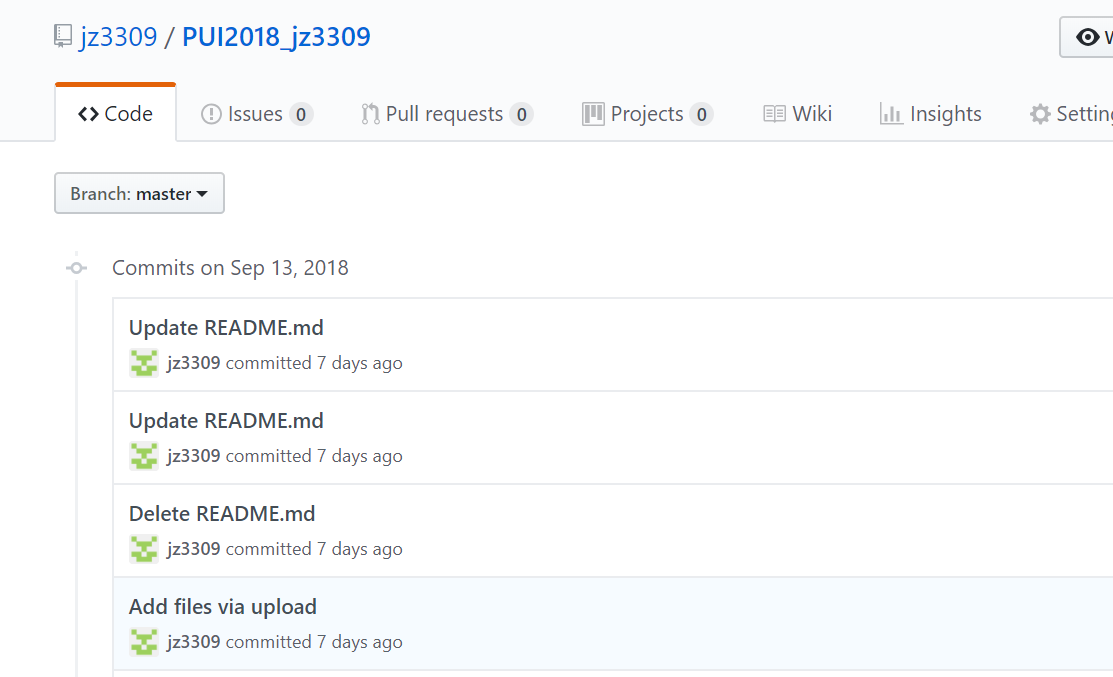 jz3309 / PUI2018_jz3309
Code Issues 0 Pull requests 0 Projects 0 Wiki Insights
Branch: master
Commits on Sep 13, 2018
Update README.md
jz3309 committed 7 days ago
Update README.md
jz3309 committed 7 days ago
Delete README.md
jz3309 committed 7 days ago
Add files via upload
jz3309 committed 7 days ago